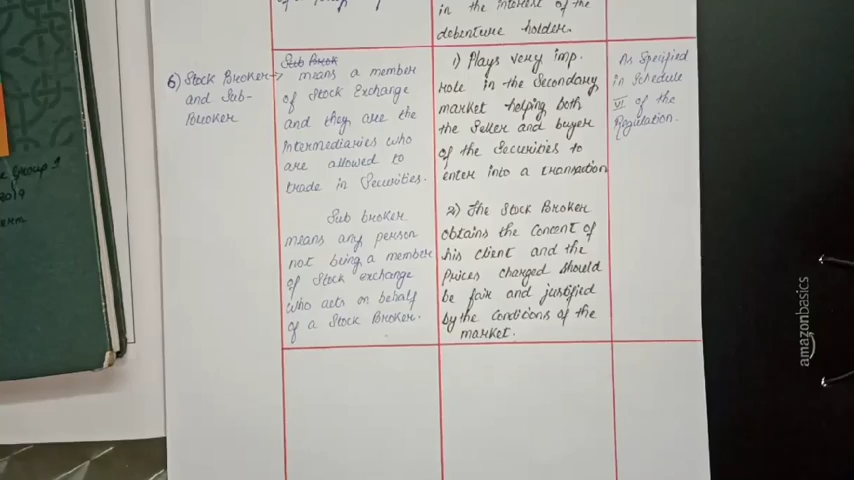 in the interest of the
debenture holder.
6) Stock Broker →
and Sub-
Broker
Sub Brok
means a member
of Stock Exchange
and they are the
Intermediaries who
are allowed to
trade in Securities.
Sub broker
means any person
not being a member
of Stock exchange
who acts on behalf
of a Stock Broker.
1) Plays very imp.
role in the Secondary
market helping both
the Seller and buyer
of the Securities to
enter into a transaction
2) The Stock Broker
obtains the concent of
his client and the
Prices charged should
be fair and justified
by the conditions of the
market.
As Specified
in Schedule
VI of the
Regulation.
Group 1
2019
amazonbasics